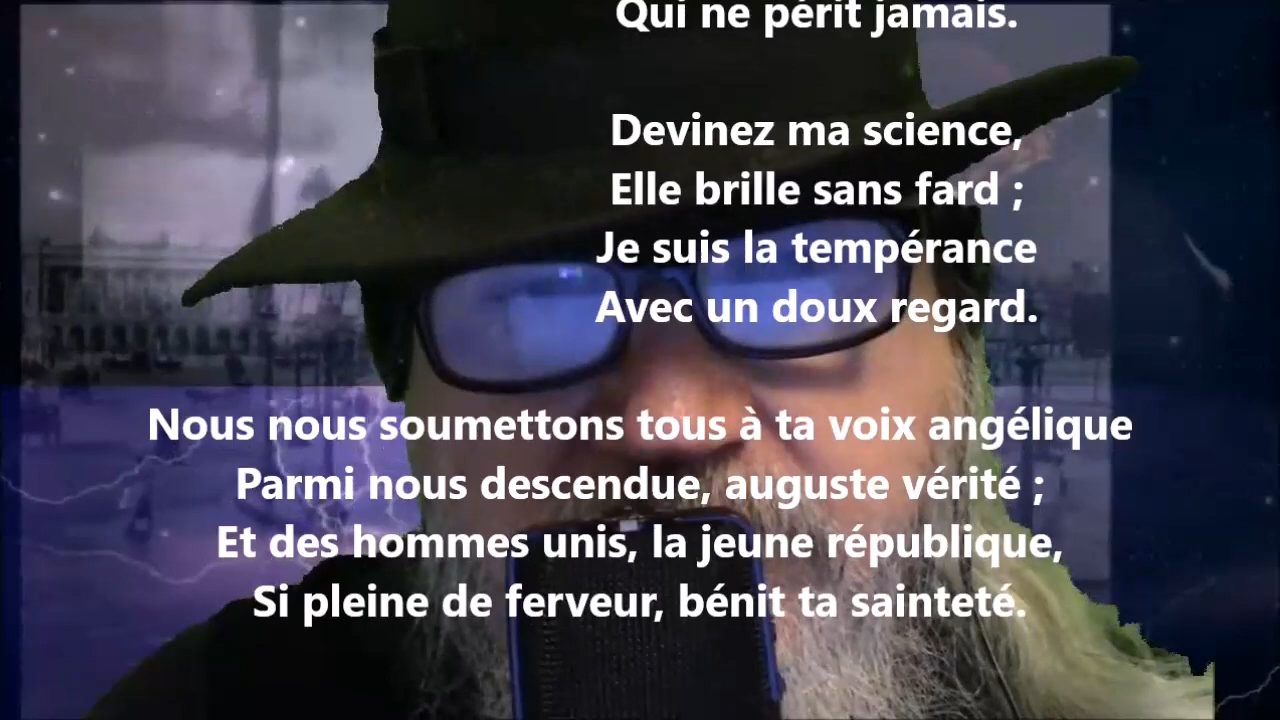 Qui ne périt jamais.
Devinez ma science,
Elle brille sans fard ;
Je suis la tempérance
Avec un doux regard.
Nous nous soumettons tous à ta voix angélique
Parmi nous descendue, auguste vérité ;
Et des hommes unis, la jeune république,
Si pleine de ferveur, bénit ta sainteté.